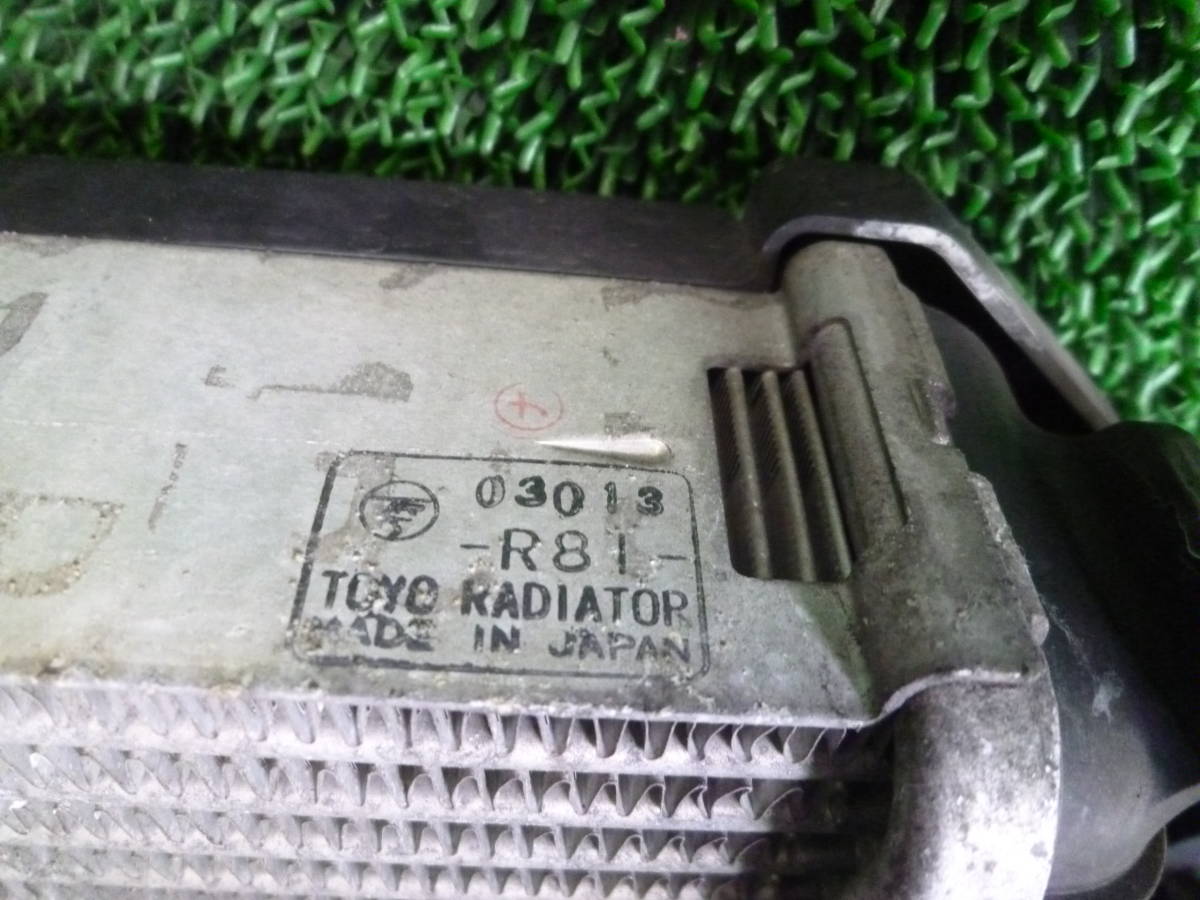 03013
-R81-
TOYO RADIATOR
MADE IN JAPAN